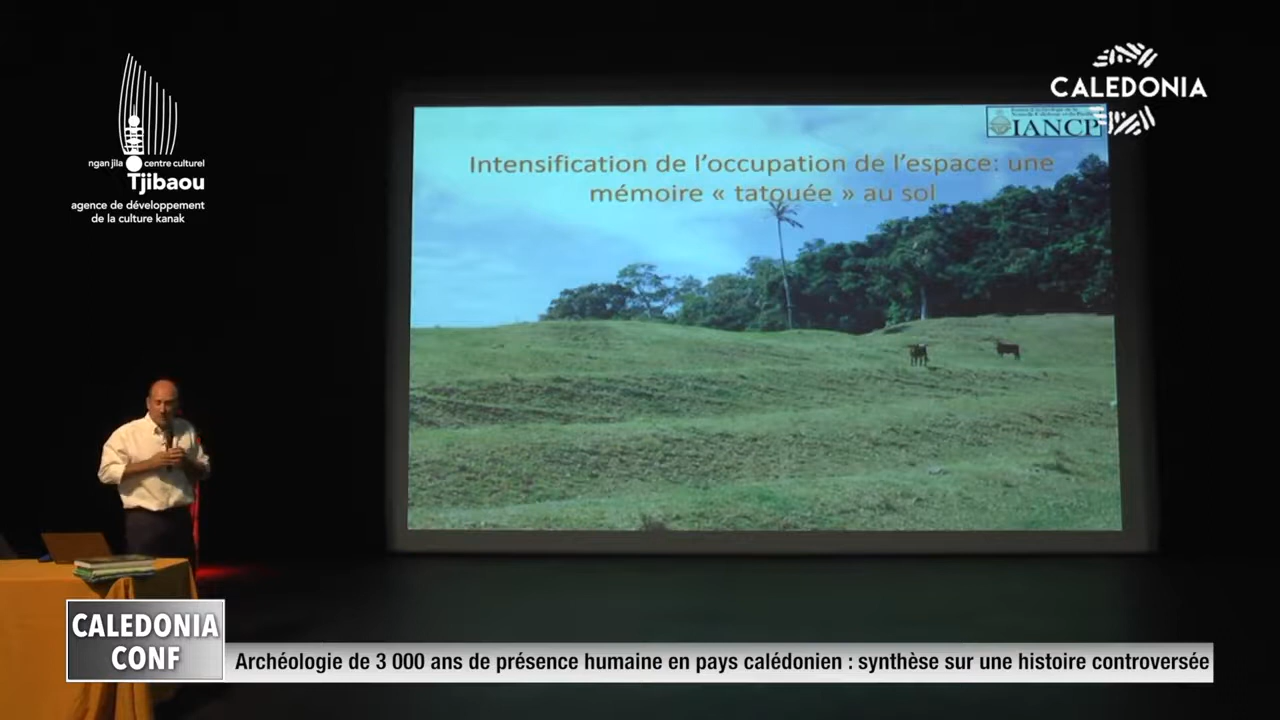 ngan jila centre culturel
Tjibaou
agence de développement
de la culture kanak
CALEDONIA
IANCP
Intensification de l'occupation de l'espace: une
mémoire « tatouée » au sol
CALEDONIA
CONF
Archéologie de 3 000 ans de présence humaine en pays calédonien : synthèse sur une histoire controversée